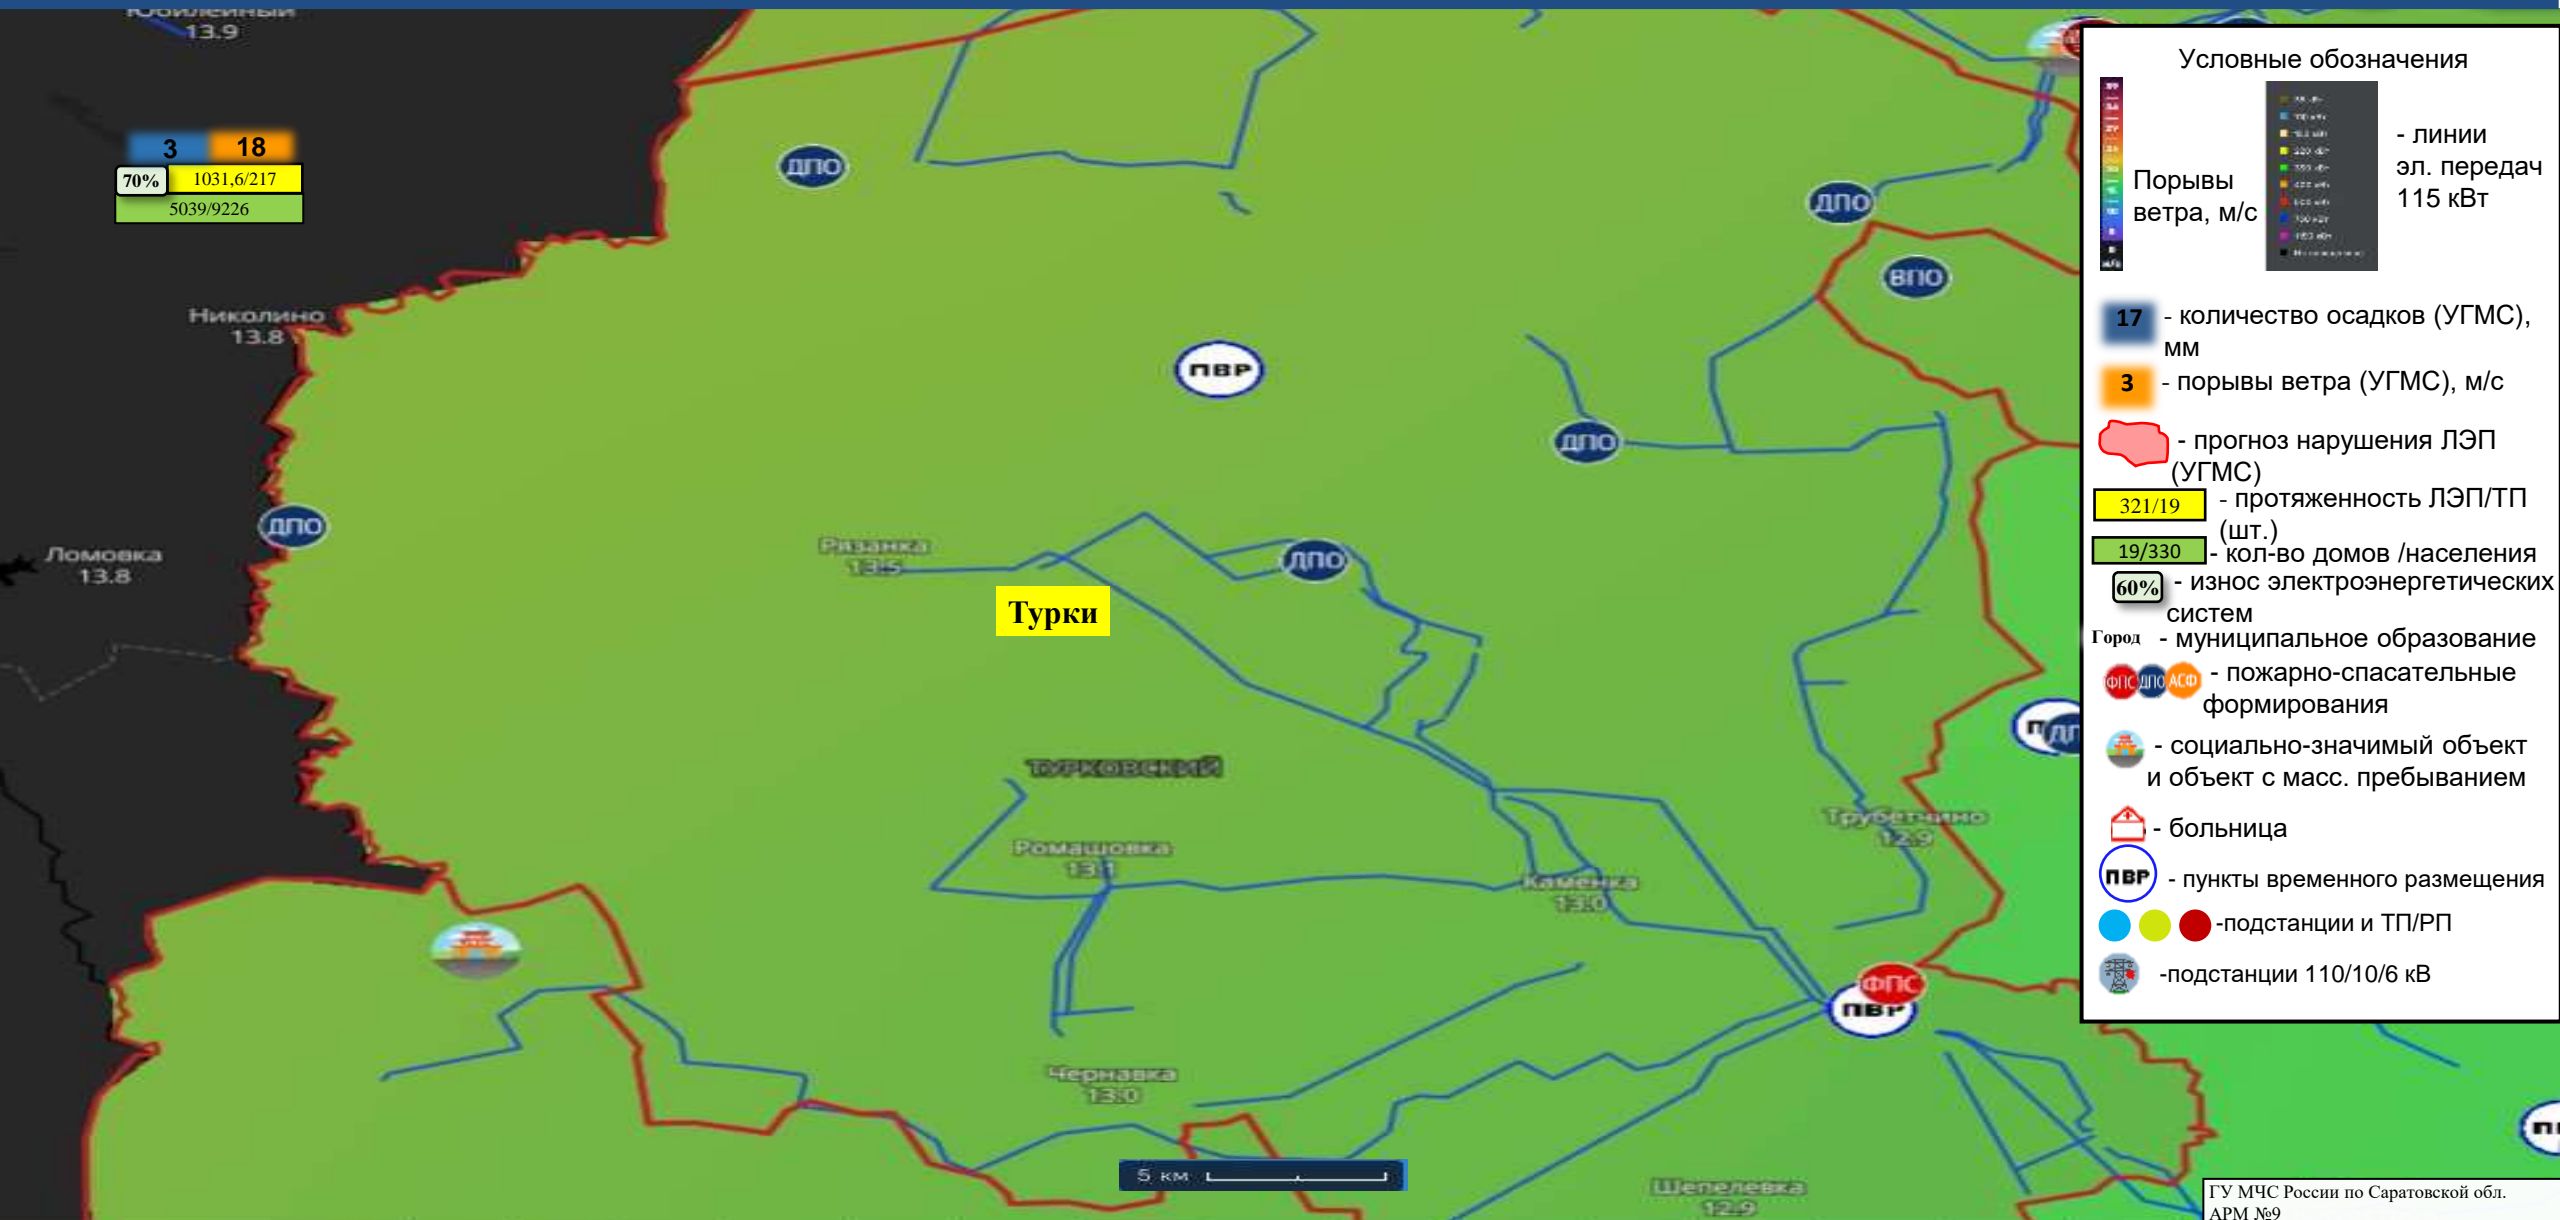 Юбилейный
13.9
3 18
70% 1031,6/217
5039/9226
Николино
13.8
Ломовка
13.8
ДПО
ДПО
ДПО
ВПО
ПВР
ДПО
ДПО
Рязанка
13.5
Турки
ТУРКОВСКИЙ
Ромашовка
13.1
Каменка
13.0
Трубетчино
12.9
ФПС
ПВР
Чернавка
13.0
5 км
Шепелевка
12.9
Условные обозначения
Порывы
ветра, м/с
- линии
эл. передач
115 кВт
17 - количество осадков (УГМС),
мм
3 - порывы ветра (УГМС), м/с
- прогноз нарушения ЛЭП
(УГМС)
321/19 - протяженность ЛЭП/ТП
(шт.)
19/330 - кол-во домов /населения
60% - износ электроэнергетических
систем
Город - муниципальное образование
ФПС ДПО АСФ - пожарно-спасательные
формирования
- социально-значимый объект
и объект с масс. пребыванием
- больница
ПВР - пункты временного размещения
-подстанции и ТП/РП
-подстанции 110/10/6 кВ
ГУ МЧС России по Саратовской обл.
АРМ №9